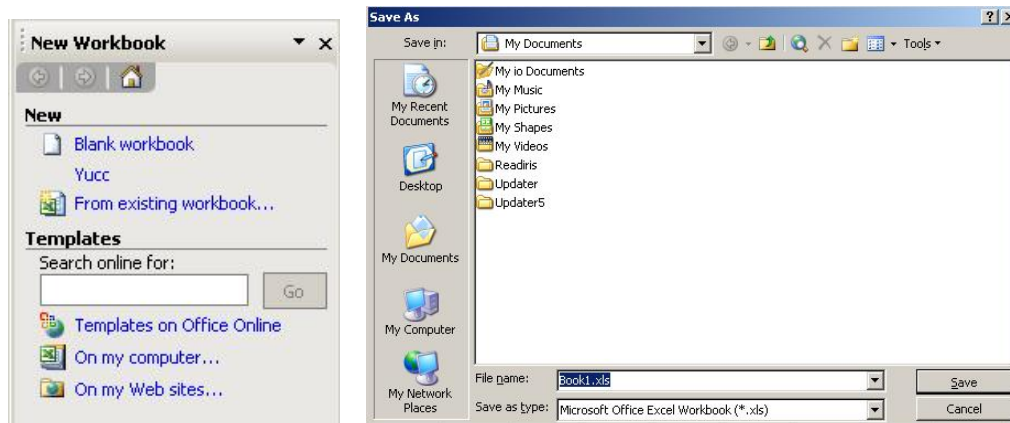 New Workbook
New
Blank workbook
Yucc
From existing workbook...
Templates
Search online for:
Go
Templates on Office Online
On my computer...
On my Web sites...
Save As
Save in:
My Documents
Tools
My Recent
Documents
Desktop
My Documents
My Computer
My Network
Places
My io Documents
My Music
My Pictures
My Shapes
My Videos
Readiris
Updater
Updater5
File name:
Book1.xls
Save
Save as type:
Microsoft Office Excel Workbook (*.xls)
Cancel